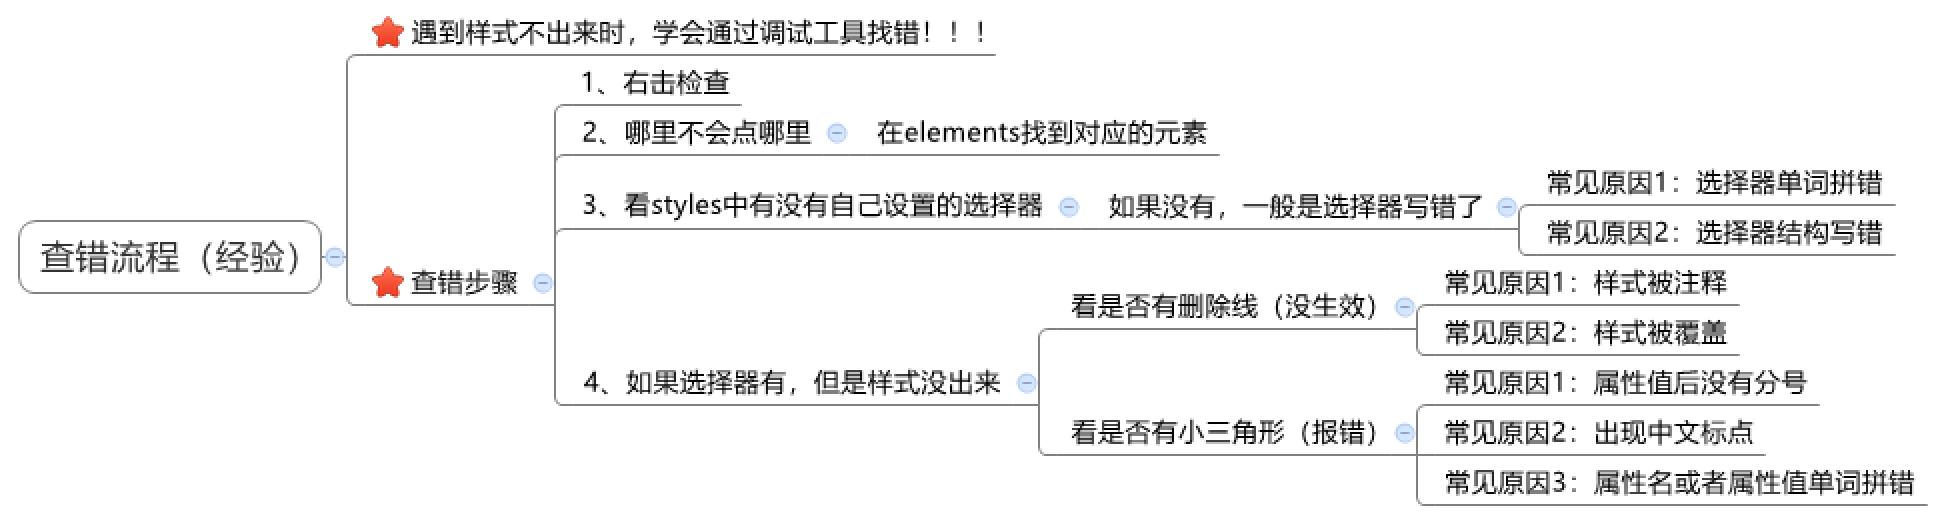 查错流程（经验）
遇到样式不出来时，学会通过调试工具找错！！！
查错步骤
1、右击检查
2、哪里不会点哪里
在elements找到对应的元素
3、看styles中有没有自己设置的选择器
如果没有，一般是选择器写错了
常见原因1：选择器单词拼错
常见原因2：选择器结构写错
4、如果选择器有，但是样式没出来
看是否有删除线（没生效）
常见原因1：样式被注释
常见原因2：样式被覆盖
看是否有小三角形（报错）
常见原因1：属性值后没有分号
常见原因2：出现中文标点
常见原因3：属性名或者属性值单词拼错